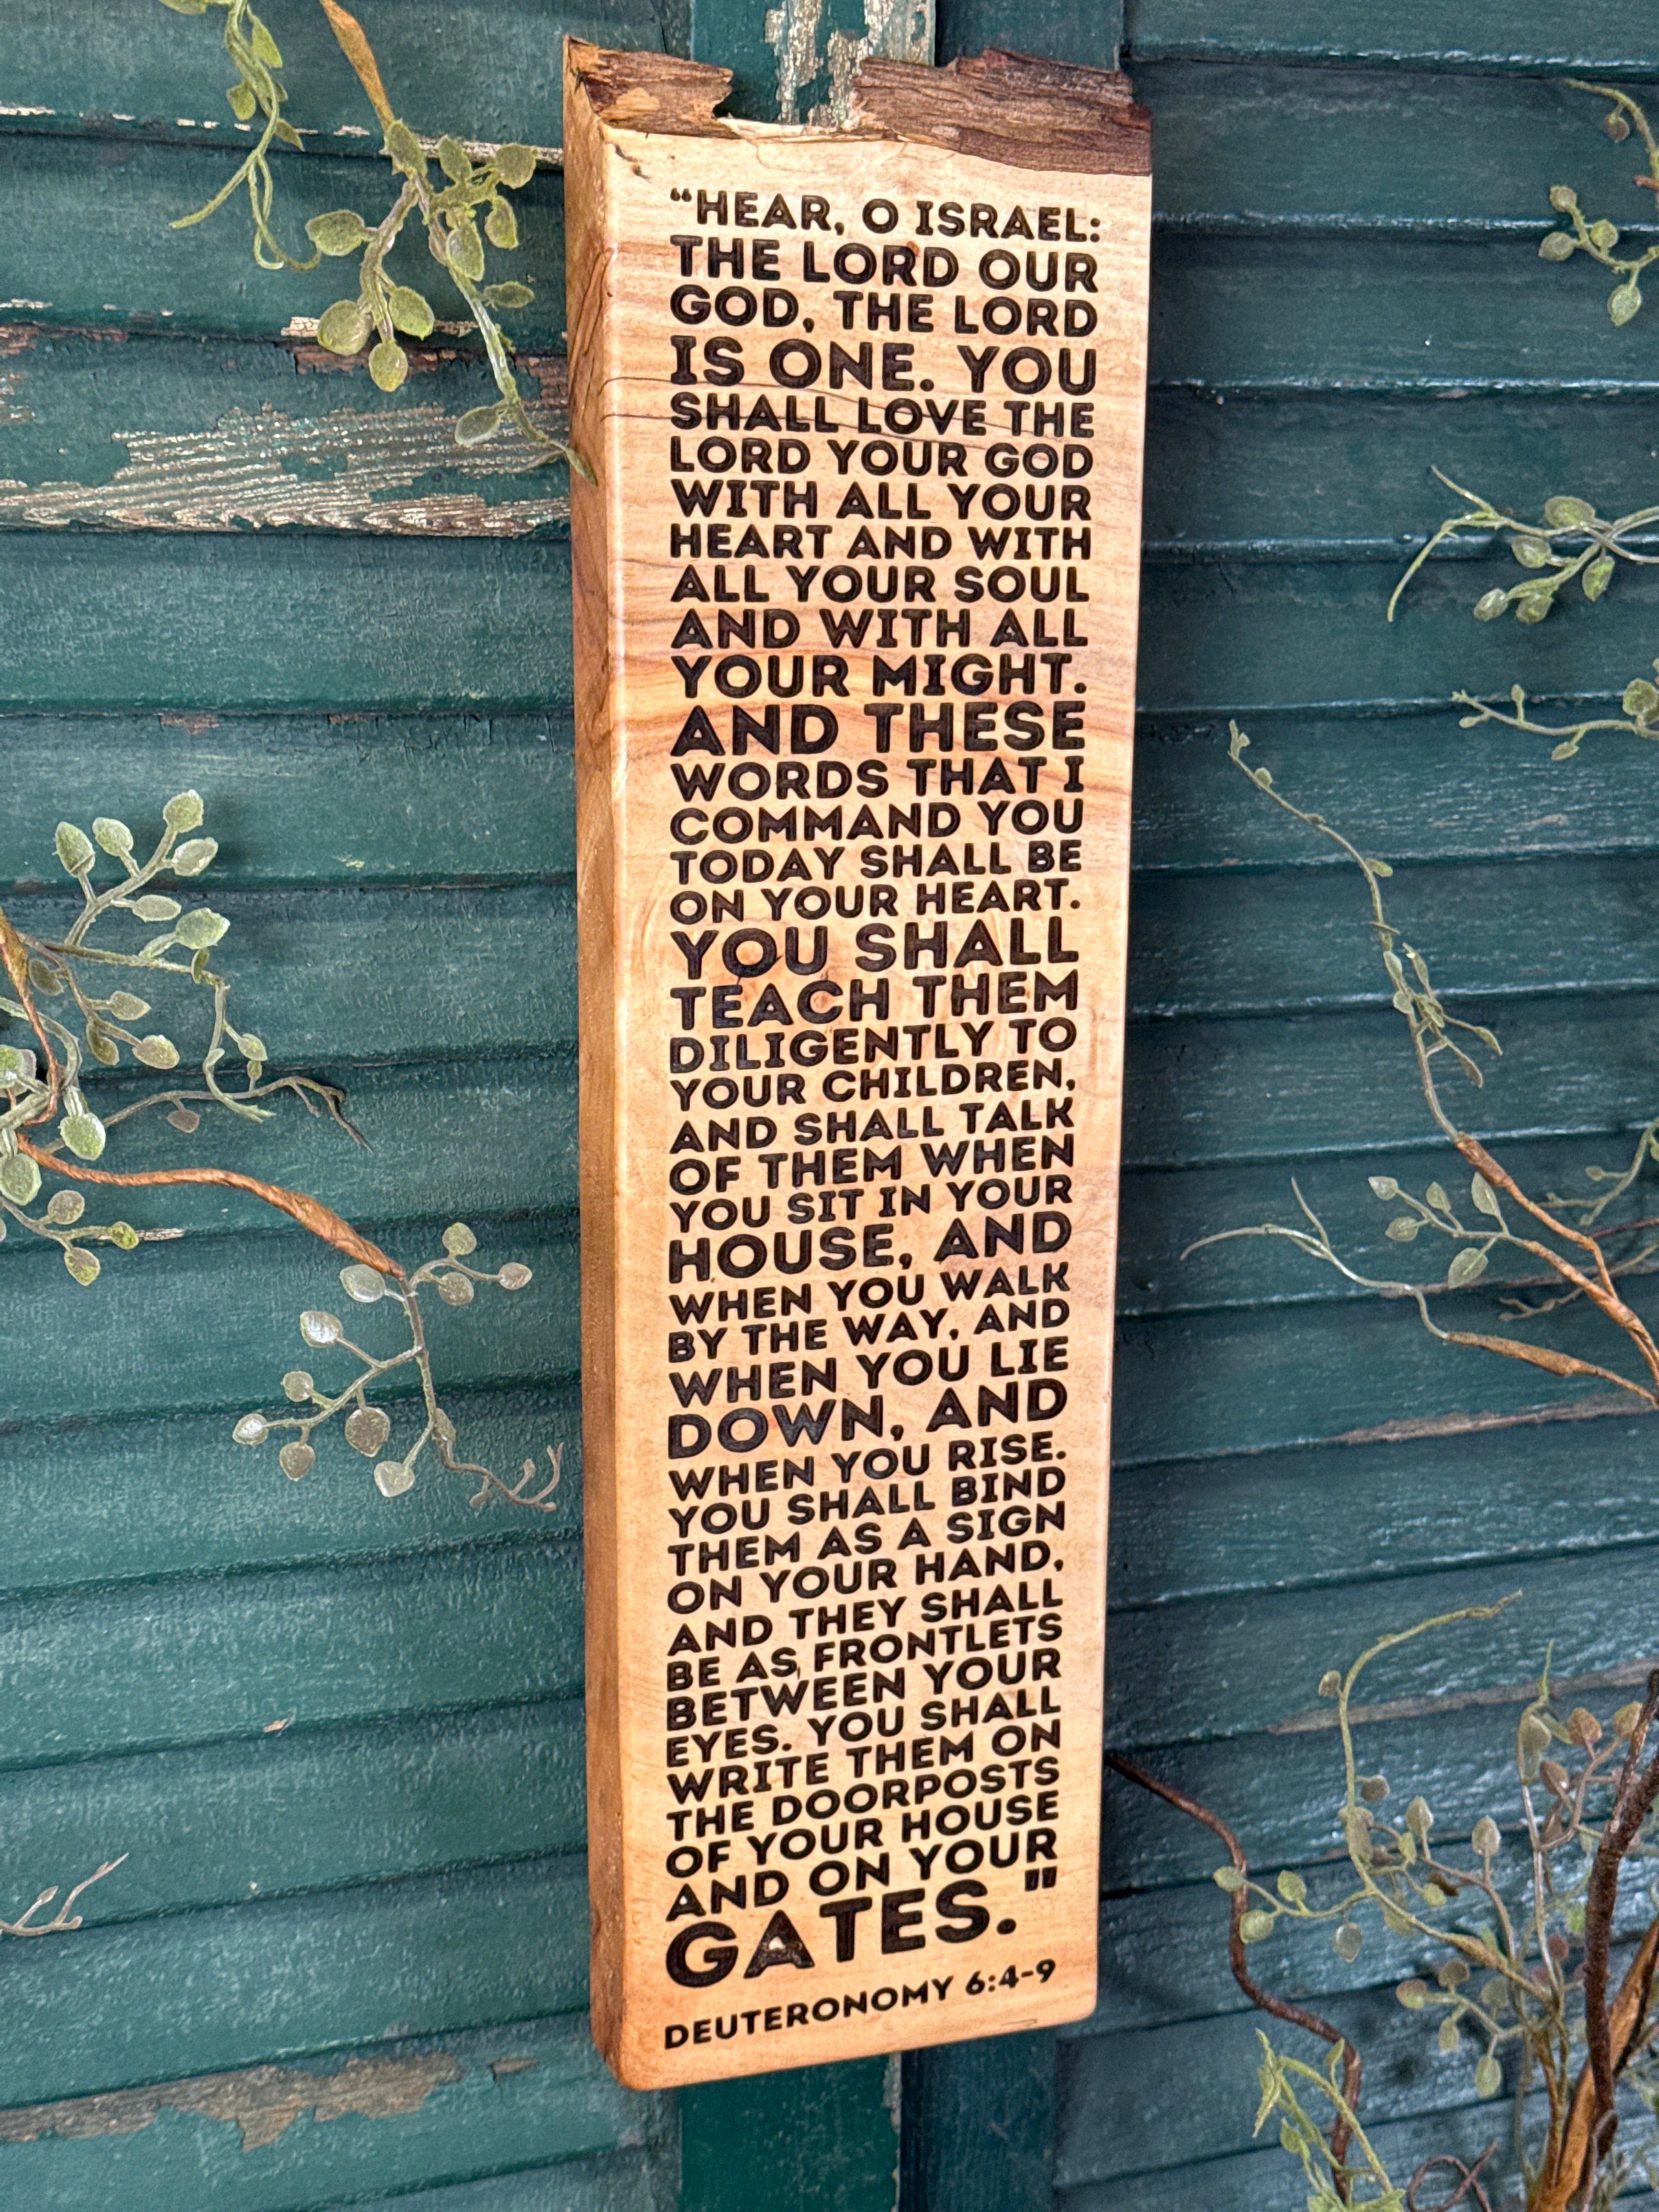 “HEAR, O ISRAEL:
THE LORD OUR
GOD, THE LORD
IS ONE. YOU
SHALL LOVE THE
LORD YOUR GOD
WITH ALL YOUR
HEART AND WITH
ALL YOUR SOUL
AND WITH ALL
YOUR MIGHT.
AND THESE
WORDS THAT I
COMMAND YOU
TODAY SHALL BE
ON YOUR HEART.
YOU SHALL
TEACH THEM
DILIGENTLY TO
YOUR CHILDREN,
AND SHALL TALK
OF THEM WHEN
YOU SIT IN YOUR
HOUSE, AND
WHEN YOU WALK
BY THE WAY, AND
WHEN YOU LIE
DOWN, AND
WHEN YOU RISE.
YOU SHALL BIND
THEM AS A SIGN
ON YOUR HAND,
AND THEY SHALL
BE AS FRONTLETS
BETWEEN YOUR
EYES. YOU SHALL
WRITE THEM ON
THE DOORPOSTS
OF YOUR HOUSE
AND ON YOUR
GATES. "
DEUTERONOMY 6:4-9